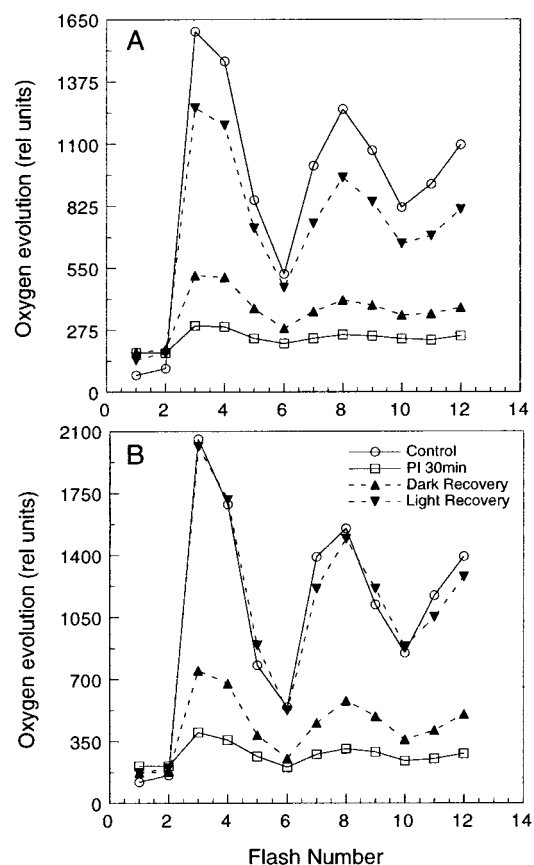 A
Oxygen evolution (rel units)
1650
1375
1100
825
550
275
0
0 2 4 6 8 10 12 14
B
Control
PI 30min
Dark Recovery
Light Recovery
Oxygen evolution (rel units)
2100
1750
1400
1050
700
350
0
0 2 4 6 8 10 12 14
Flash Number